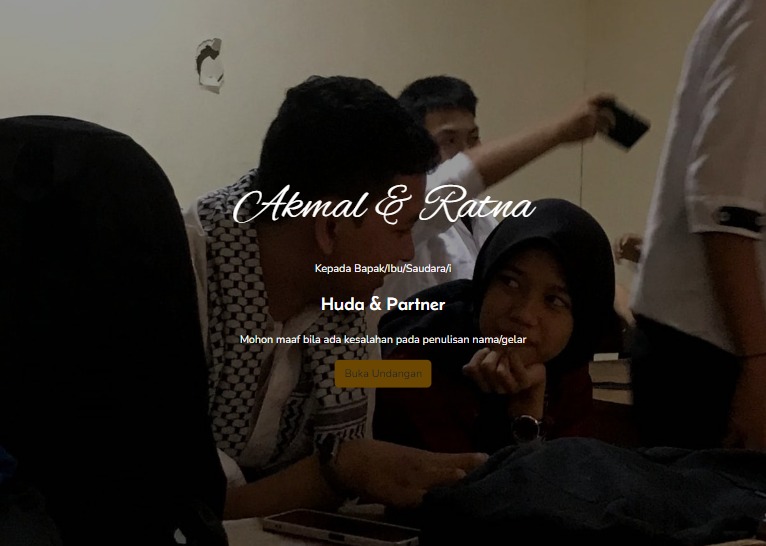 Akmal & Ratna
Kepada Bapak/Ibu/Saudara/i
Huda & Partner
Mohon maaf bila ada kesalahan pada penulisan nama/gelar
Buka Undangan